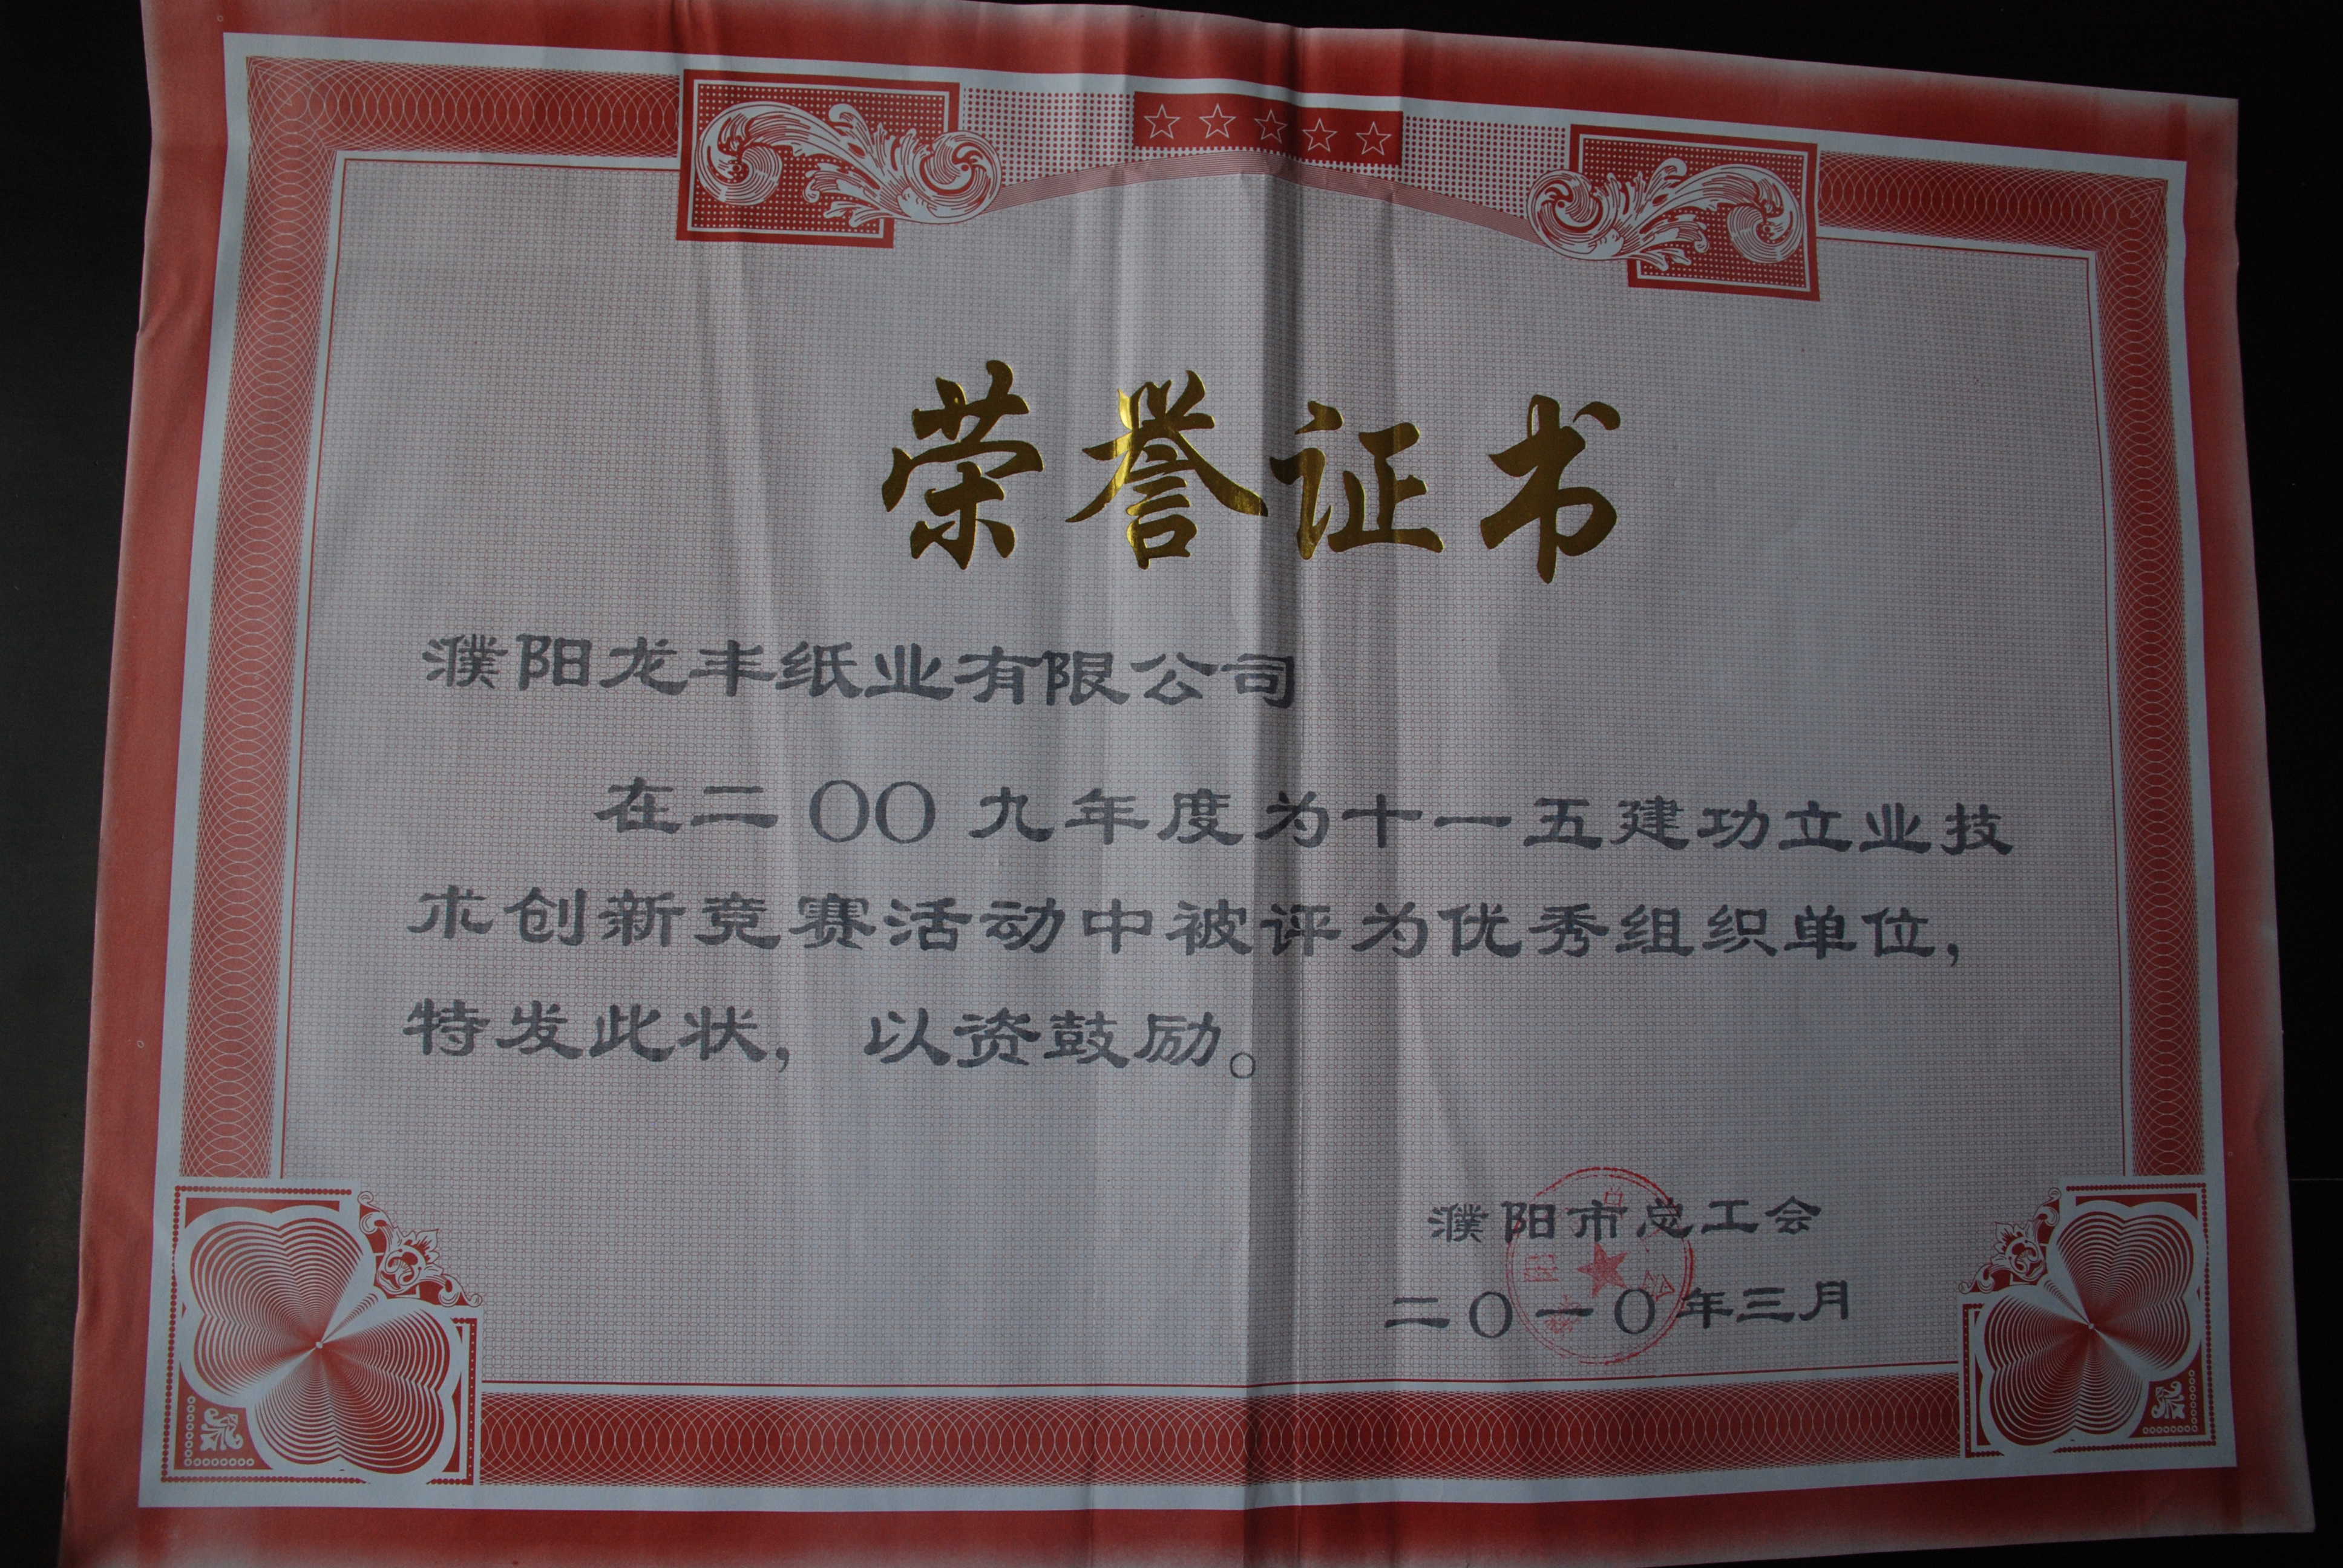 荣誉证书
濮阳龙丰纸业有限公司
在二〇〇九年度为十一五建功立业技
术创新竞赛活动中被评为优秀组织单位，
特发此状，以资鼓励。
濮阳市总工会
二〇一〇年三月